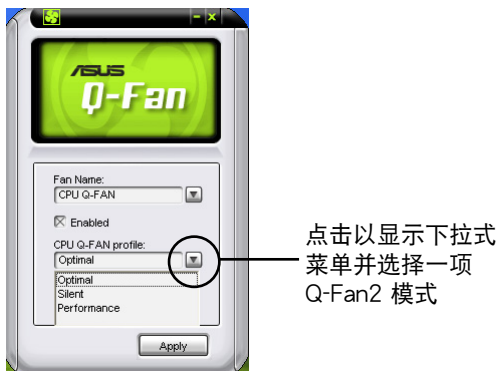 ASUS
Q-Fan
Fan Name:
CPU Q-FAN
Enabled
CPU Q-FAN profile:
Optimal
Optimal
Silent
Performance
Apply
点击以显示下拉式
菜单并选择一项
Q-Fan2 模式